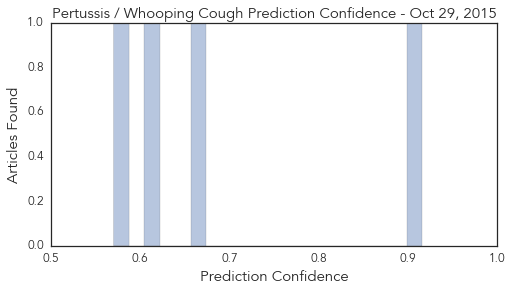 Pertussis / Whooping Cough Prediction Confidence - Oct 29, 2015
1.0
0.8
0.6
0.4
0.2
0.0
Articles Found
0.5 0.6 0.7 0.8 0.9 1.0
Prediction Confidence